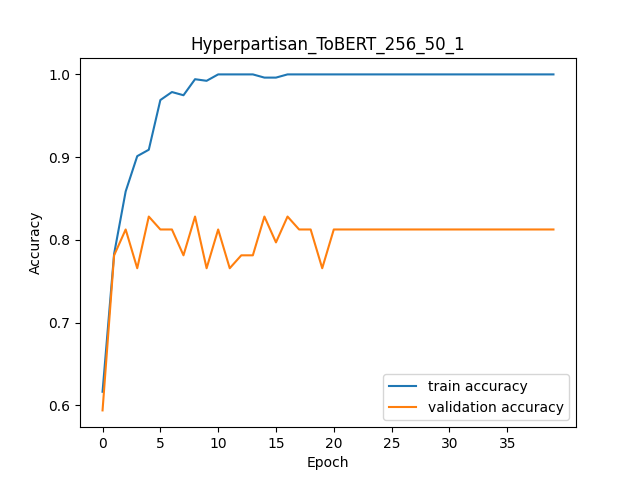 Hyperpartisan_ToBERT_256_50_1
1.0
0.9
0.8
0.7
0.6
Accuracy
0
5
10
15
20
25
30
35
Epoch
train accuracy
validation accuracy